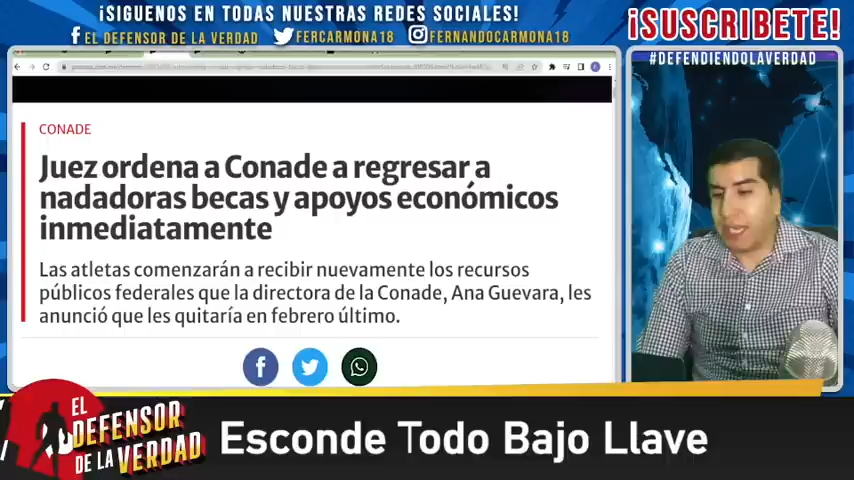 ¡SIGUENOS EN TODAS NUESTRAS REDES SOCIALES!
EL DEFENSOR DE LA VERDAD FERCARMONA18 FERNANDOCARMONA18
¡SUSCRIBETE!
#DEFENDIENDOLAVERDAD
CONADE
Juez ordena a Conade a regresar a
nadadoras becas y apoyos económicos
inmediatamente
Las atletas comenzarán a recibir nuevamente los recursos
públicos federales que la directora de la Conade, Ana Guevara, les
anunció que les quitaría en febrero último.
EL
DEFENSOR
DE LA VERDAD
Esconde Todo Bajo Llave